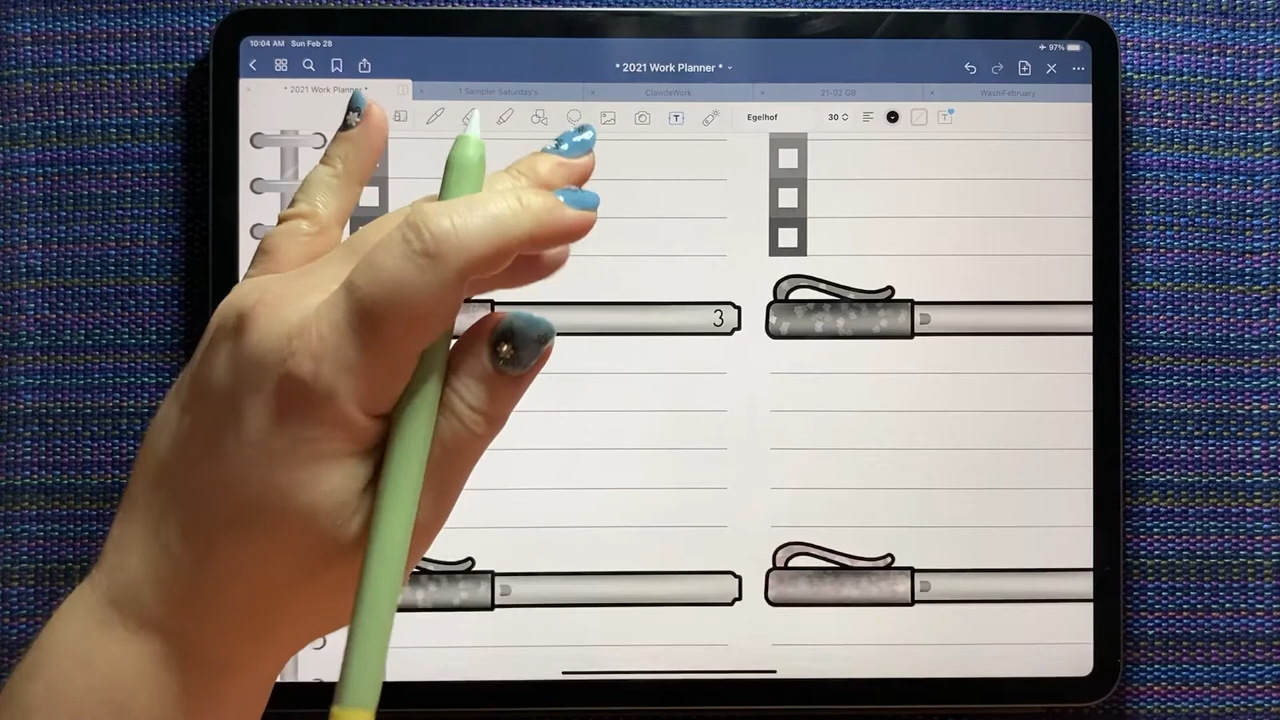 10:04 AM Sun Feb 28
97%
* 2021 Work Planner *
* 2021 Work Planner *
1 Sampler Saturday's
ClawdeWork
21-02 GB
WashiFebruary
Egelhof
30
T
T
3